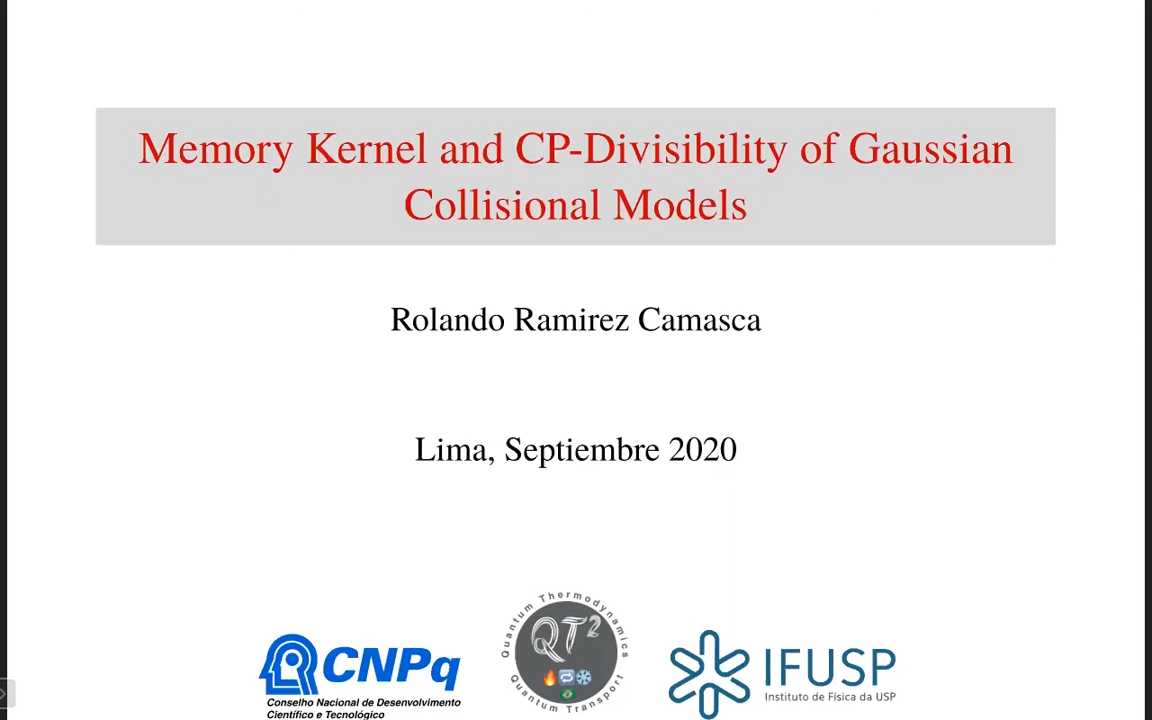 Memory Kernel and CP-Divisibility of Gaussian
Collisional Models
Rolando Ramirez Camasca
Lima, Septiembre 2020
CNPq
Conselho Nacional de Desenvolvimento
Científico e Tecnológico
Quantum Thermodynamics
QT2
Quantum Transport
IFUSP
Instituto de Física da USP